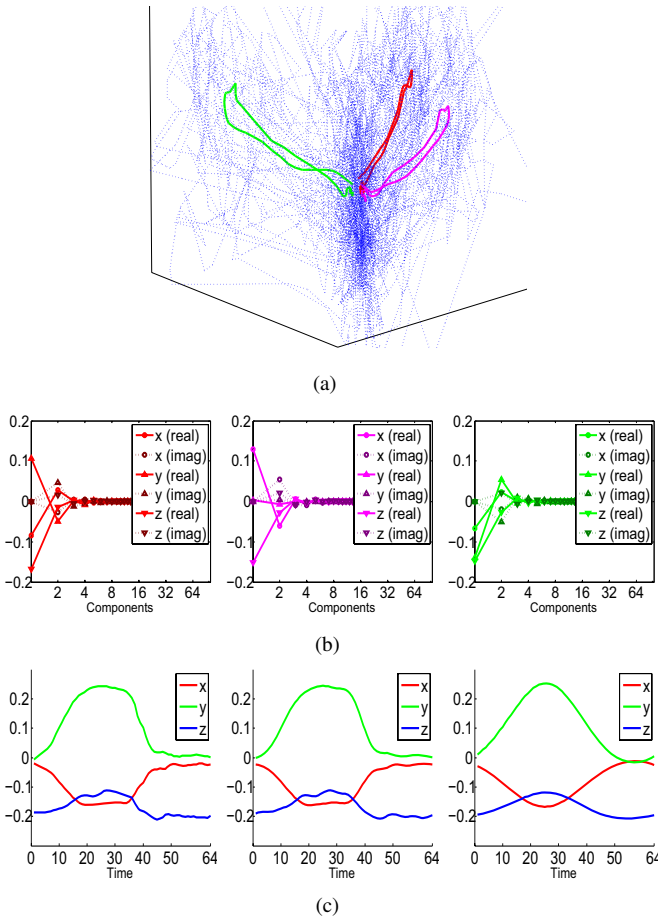 (a)
0.2
0.1
0
−0.1
−0.2
x (real)
x (imag)
y (real)
y (imag)
z (real)
z (imag)
2 4 8 16 32 64
Components
0.2
0.1
0
−0.1
−0.2
x (real)
x (imag)
y (real)
y (imag)
z (real)
z (imag)
2 4 8 16 32 64
Components
0.2
0.1
0
−0.1
−0.2
x (real)
x (imag)
y (real)
y (imag)
z (real)
z (imag)
2 4 8 16 32 64
Components
(b)
0.2
0.1
0
−0.1
−0.2
x
y
z
0 10 20 30 40 50 64
Time
0.2
0.1
0
−0.1
−0.2
x
y
z
0 10 20 30 40 50 64
Time
0.2
0.1
0
−0.1
−0.2
x
y
z
0 10 20 30 40 50 64
Time
(c)